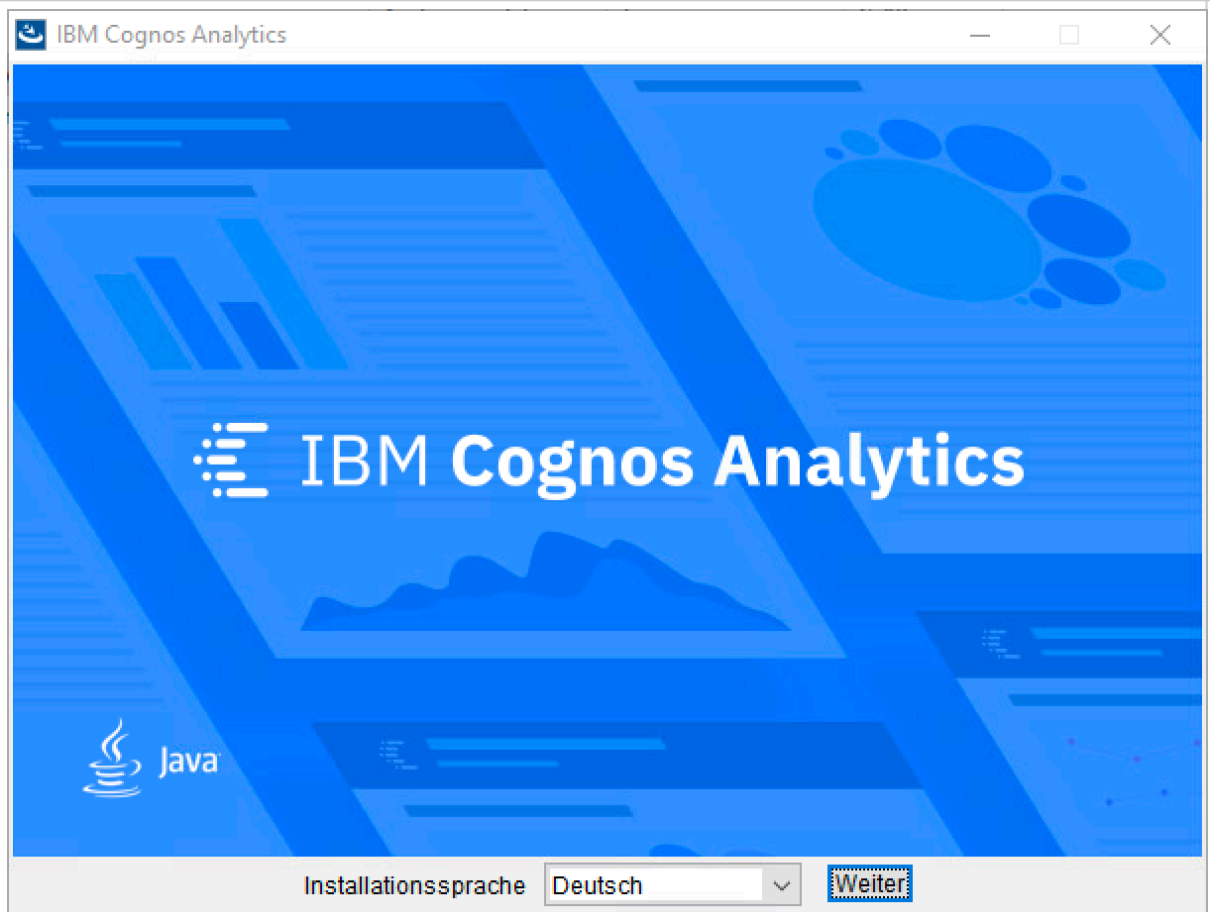 IBM Cognos Analytics
IBM Cognos Analytics
Java
Installationssprache Deutsch Weiter